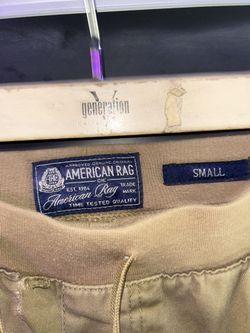 Y
generation
APPROVED GENUINE ORIGINAL
AMERICAN RAG
CIE
EST. 1984
TRADE
MARK
American Rag
TIME TESTED QUALITY
SMALL